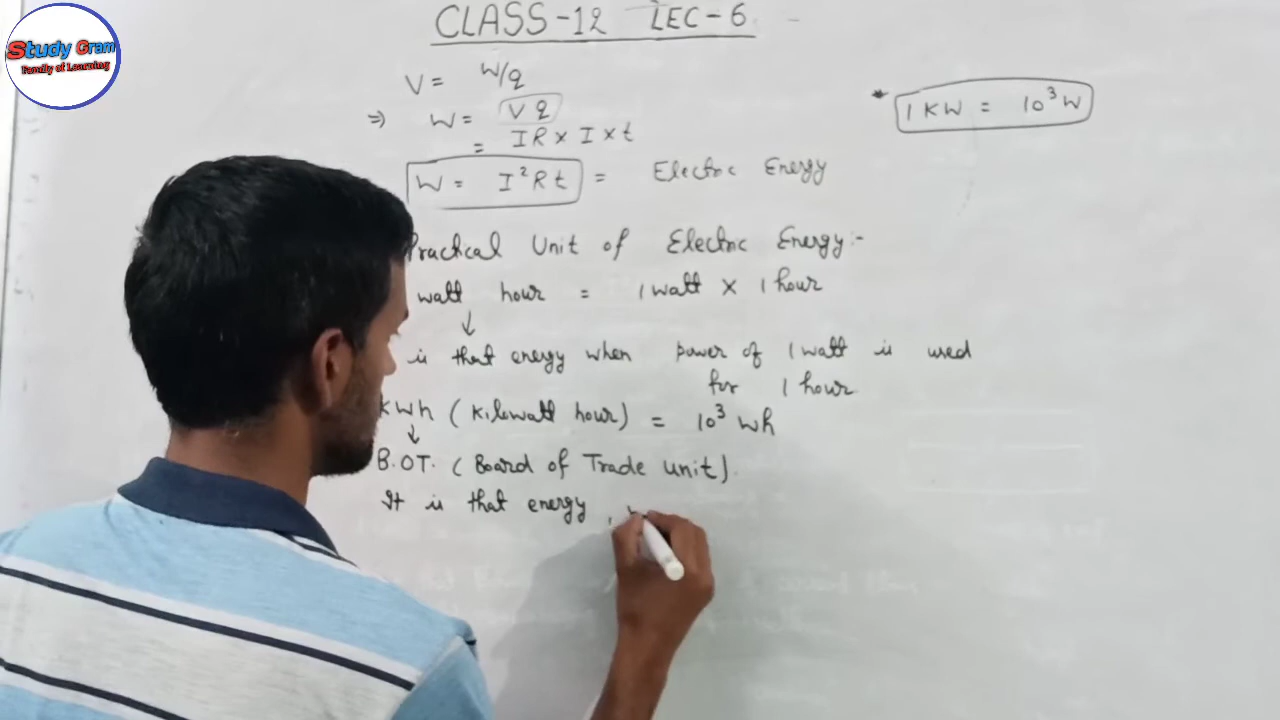 Study Gram
Family of Learning
CLASS-12 LEC-6
V = W/q
⇒ W = Vq
= IR × I × t
W = I²Rt = Electric Energy
* 1 KW = 10³ W
Practical Unit of Electric Energy:-
watt hour = 1 watt × 1 hour
↓
is that energy when power of 1 watt is used
for 1 hour
KWh (Kilowatt hour) = 10³ Wh
↓
B.OT. (Board of Trade unit).
It is that energy ,